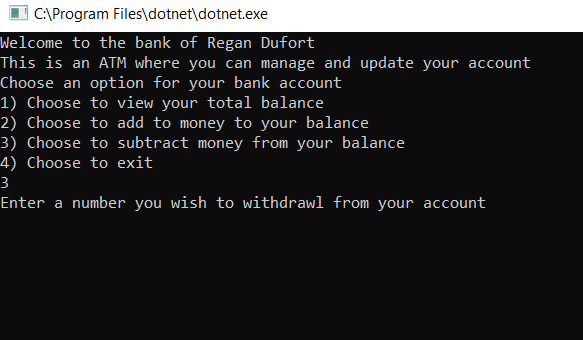 C:\Program Files\dotnet\dotnet.exe
Welcome to the bank of Regan Dufort
This is an ATM where you can manage and update your account
Choose an option for your bank account
1) Choose to view your total balance
2) Choose to add to money to your balance
3) Choose to subtract money from your balance
4) Choose to exit
3
Enter a number you wish to withdrawl from your account